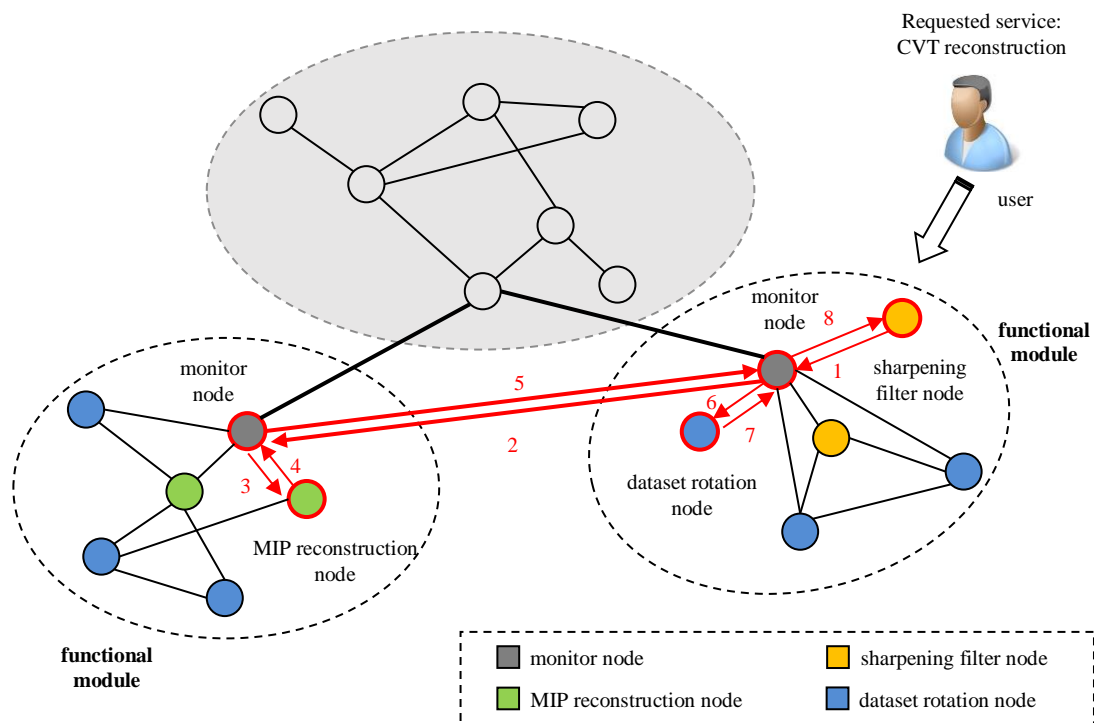 Requested service:
CVT reconstruction
user
monitor
node
8
functional
module
1
sharpening
filter node
monitor
node
5
6
7
2
4
3
dataset rotation
node
MIP reconstruction
node
functional
module
monitor node
sharpening filter node
MIP reconstruction node
dataset rotation node